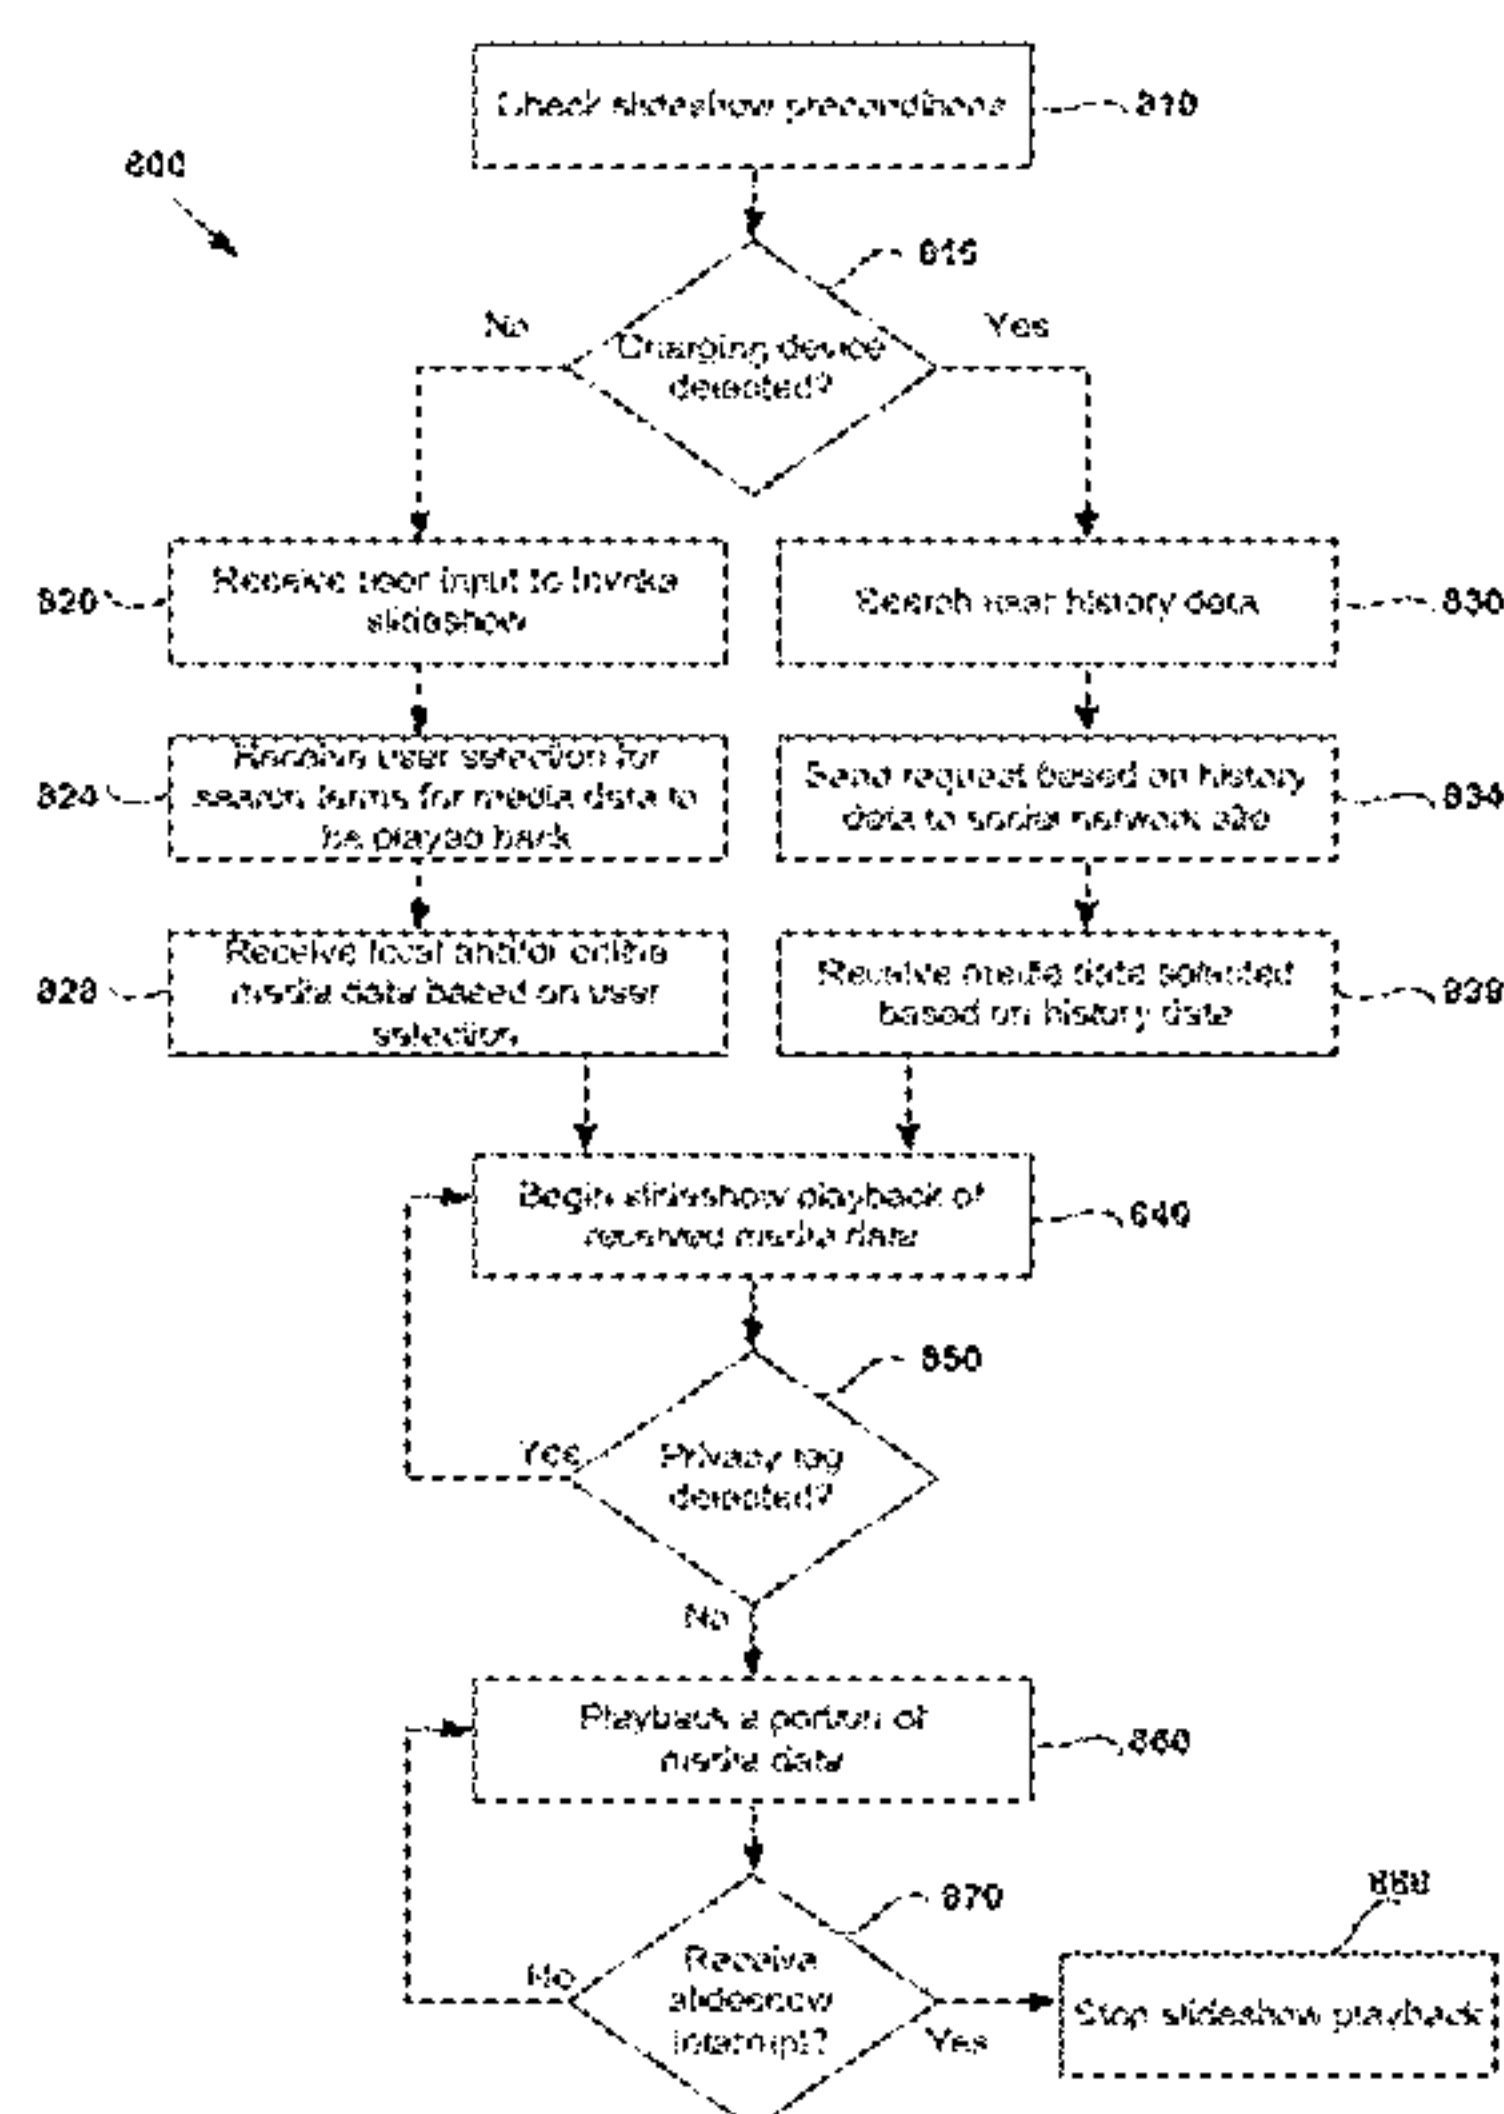 Check slideshow preconditions
810
800
815
No
Yes
Charging device
detected?
Receive user input to invoke
slideshow
820
Search user history data
830
Receive user selection for
search terms for media data to
be played back
824
Send request based on history
data to social network site
834
Receive local and/or online
media data based on user
selection
828
Receive media data selected
based on history data
838
Begin slideshow playback of
received media data
840
850
Yes
Privacy tag
detected?
No
Playback a portion of
media data
860
870
880
No
Receive
slideshow
interrupt?
Yes
Stop slideshow playback